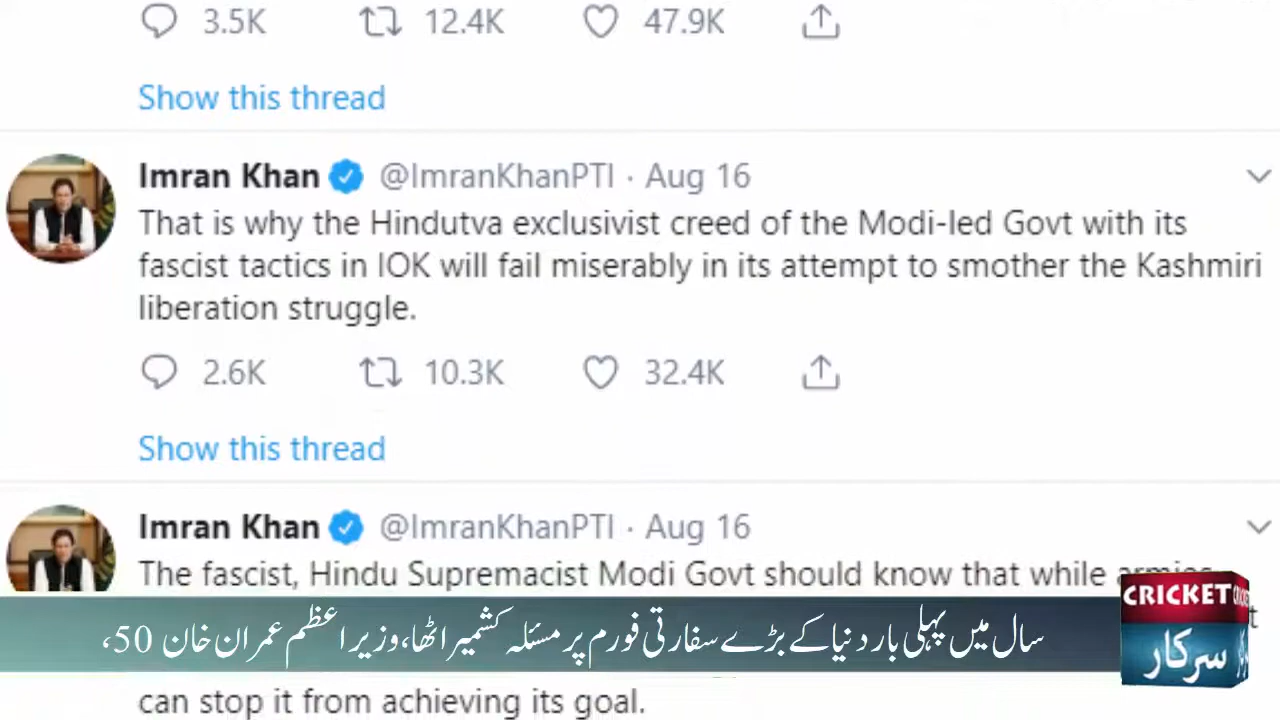 3.5K 12.4K 47.9K
Show this thread
Imran Khan @ImranKhanPTI · Aug 16
That is why the Hindutva exclusivist creed of the Modi-led Govt with its
fascist tactics in IOK will fail miserably in its attempt to smother the Kashmiri
liberation struggle.
2.6K 10.3K 32.4K
Show this thread
Imran Khan @ImranKhanPTI · Aug 16
The fascist, Hindu Supremacist Modi Govt should know that while armies,
CRICKET
سال میں پہلی بار دنیا کے بڑے سفارتی فورم پر مسئلہ کشمیر اٹھا، وزیراعظم عمران خان 50،
سرکار
can stop it from achieving its goal.